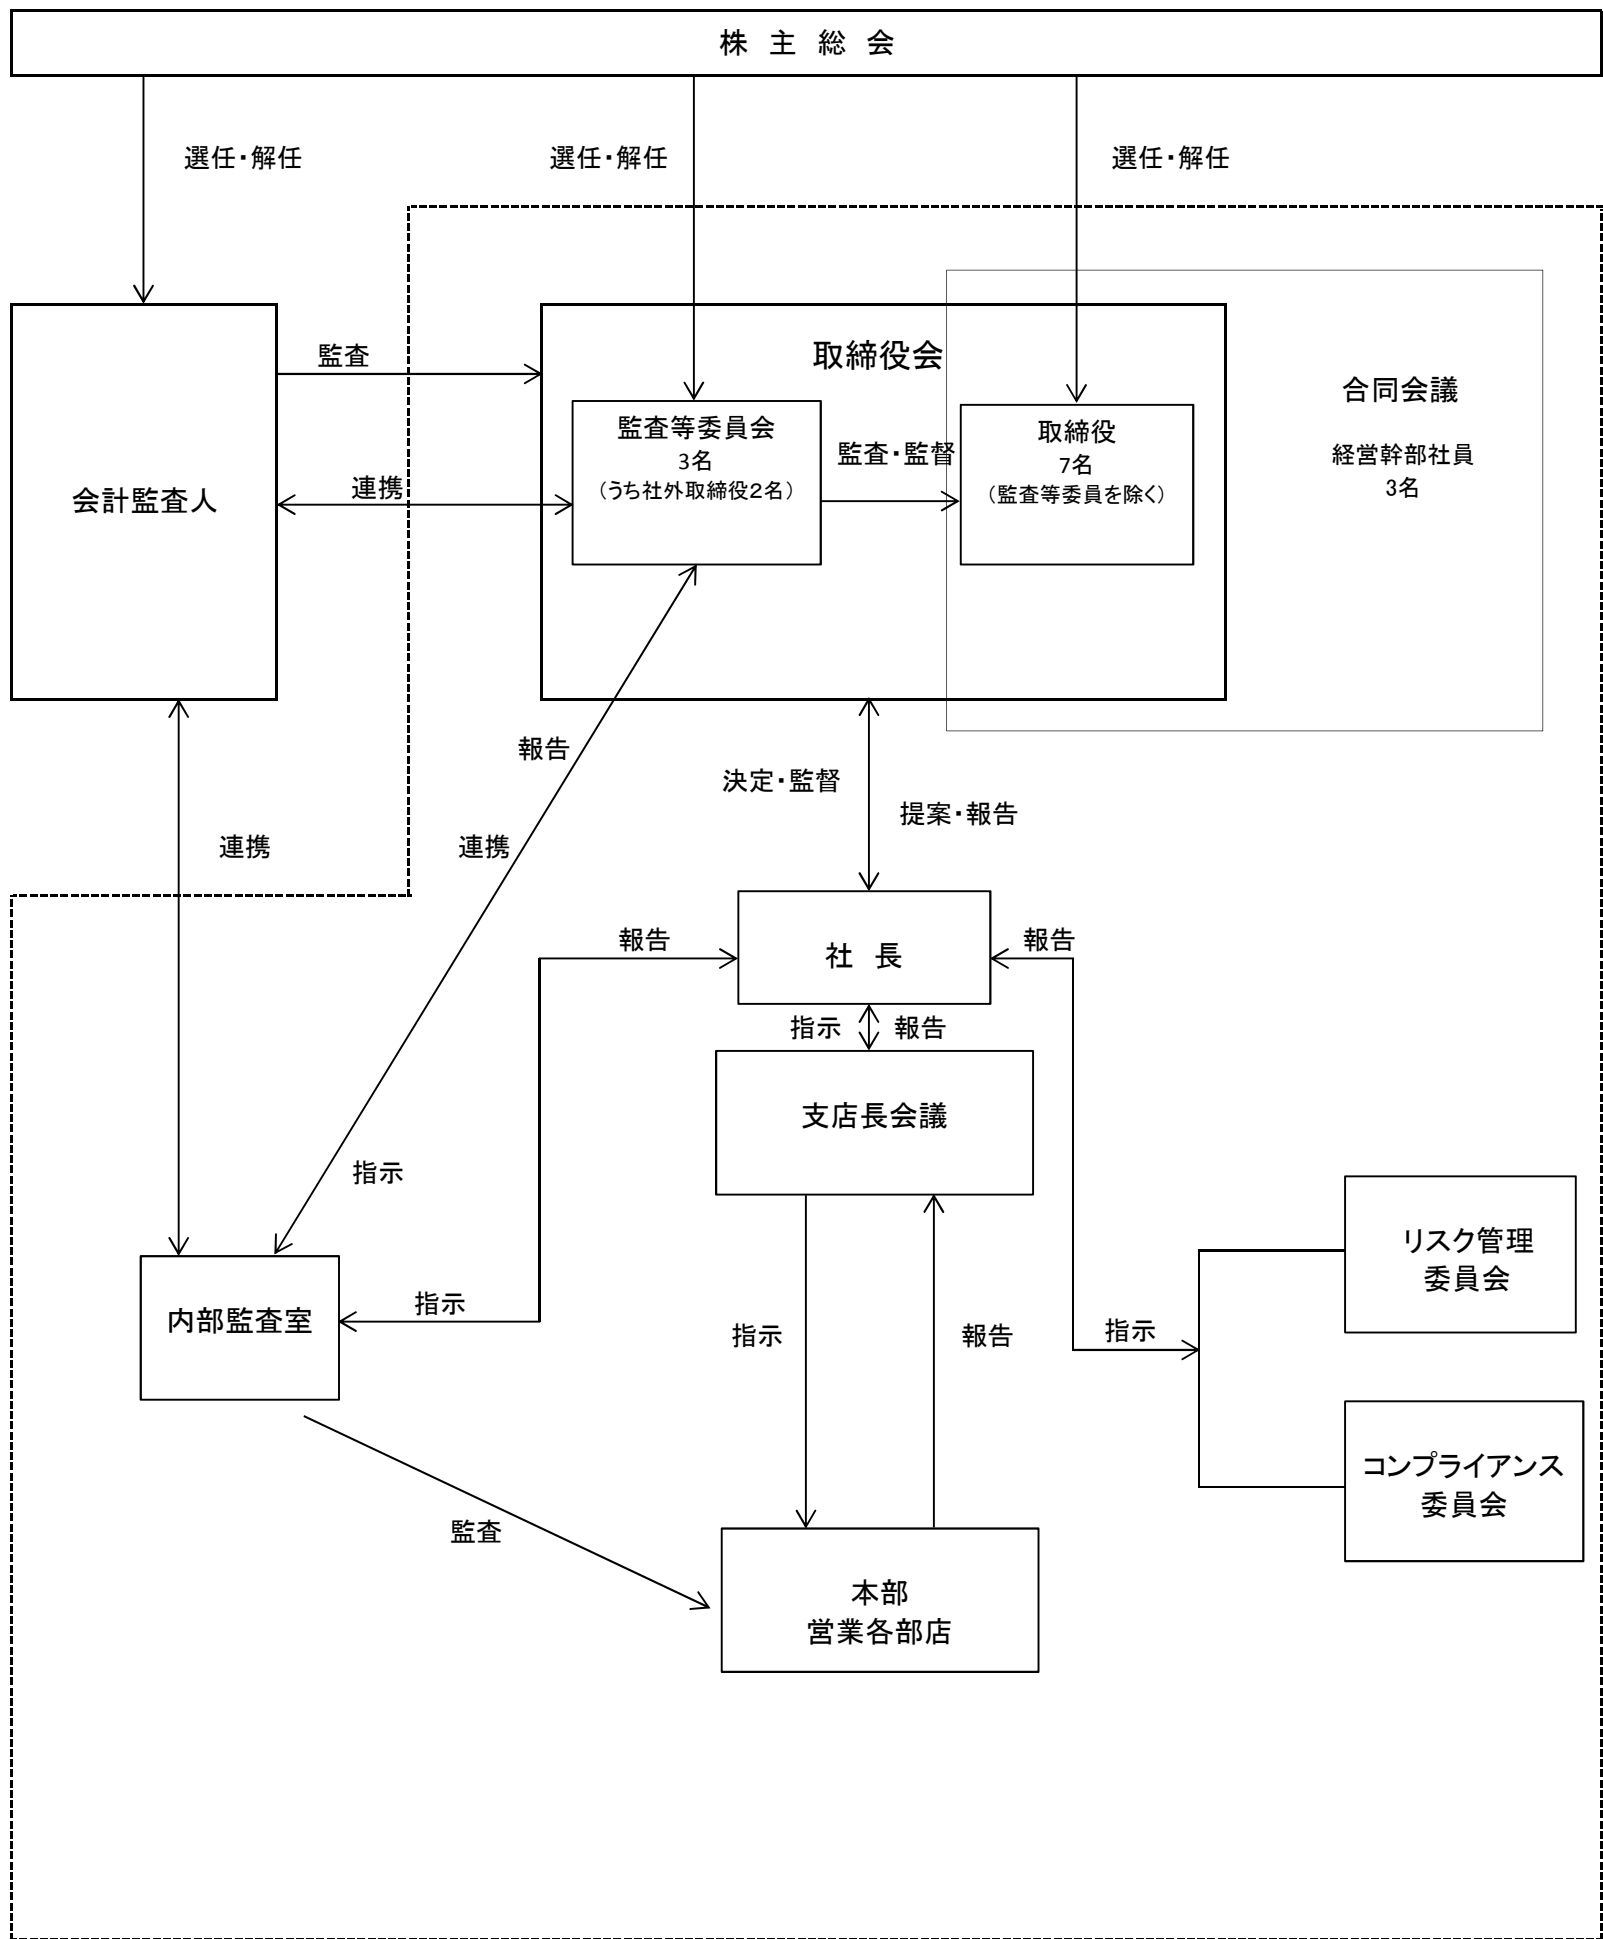 株 主 総 会
選任・解任
選任・解任
選任・解任
監査
取締役会
合同会議
経営幹部社員
3名
監査等委員会
3名
（うち社外取締役２名）
監査・監督
取締役
7名
（監査等委員を除く）
会計監査人
連携
報告
決定・監督
提案・報告
連携
連携
報告
社 長
報告
指示
報告
支店長会議
指示
リスク管理
委員会
内部監査室
指示
指示
報告
指示
コンプライアンス
委員会
監査
本部
営業各部店